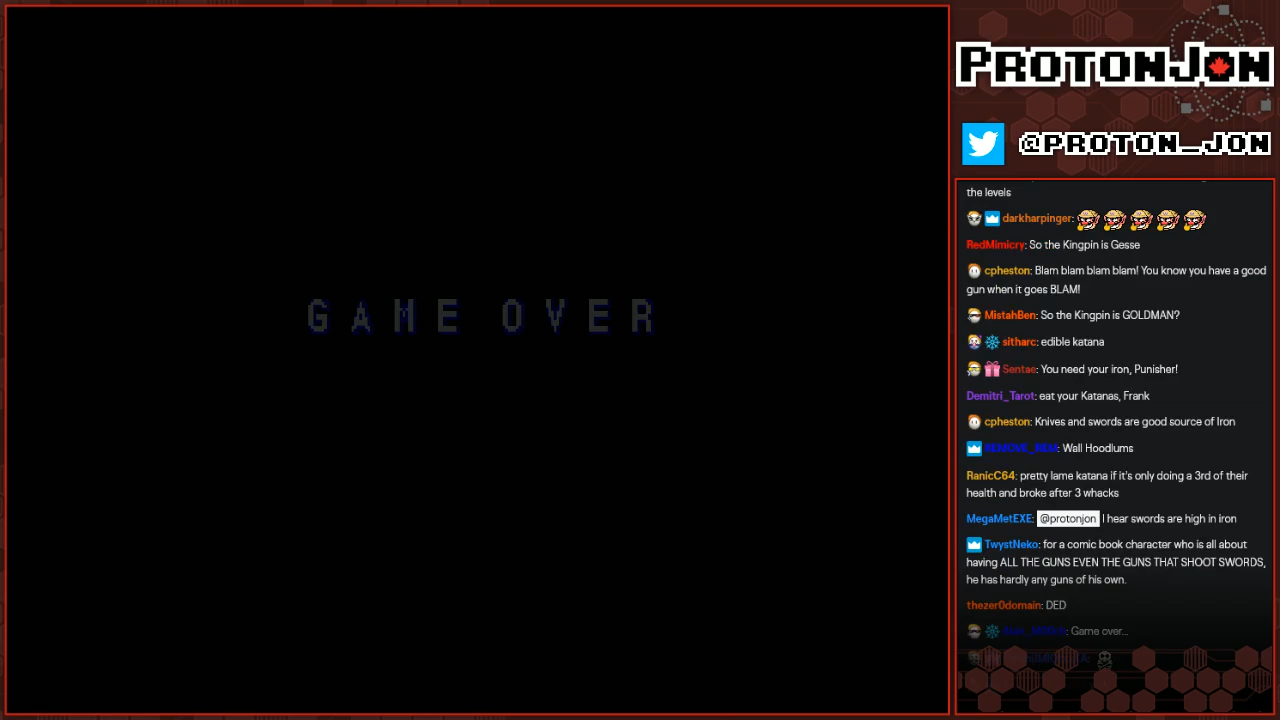 GAME OVER
PROTONJON
@PROTON_JON
the levels
darkharpinger:
RedMimicry: So the Kingpin is Gesse
cpheston: Blam blam blam blam! You know you have a good
gun when it goes BLAM!
MistahBen: So the Kingpin is GOLDMAN?
sitharc: edible katana
Sentae: You need your iron, Punisher!
Demitri_Tarot: eat your Katanas, Frank
cpheston: Knives and swords are good source of Iron
: Wall Hoodlums
RanicC64: pretty lame katana if it's only doing a 3rd of their
health and broke after 3 whacks
MegaMetEXE: @protonjon I hear swords are high in iron
TwystNeko: for a comic book character who is all about
having ALL THE GUNS EVEN THE GUNS THAT SHOOT SWORDS,
he has hardly any guns of his own.
thezer0domain: DED
: Game over...